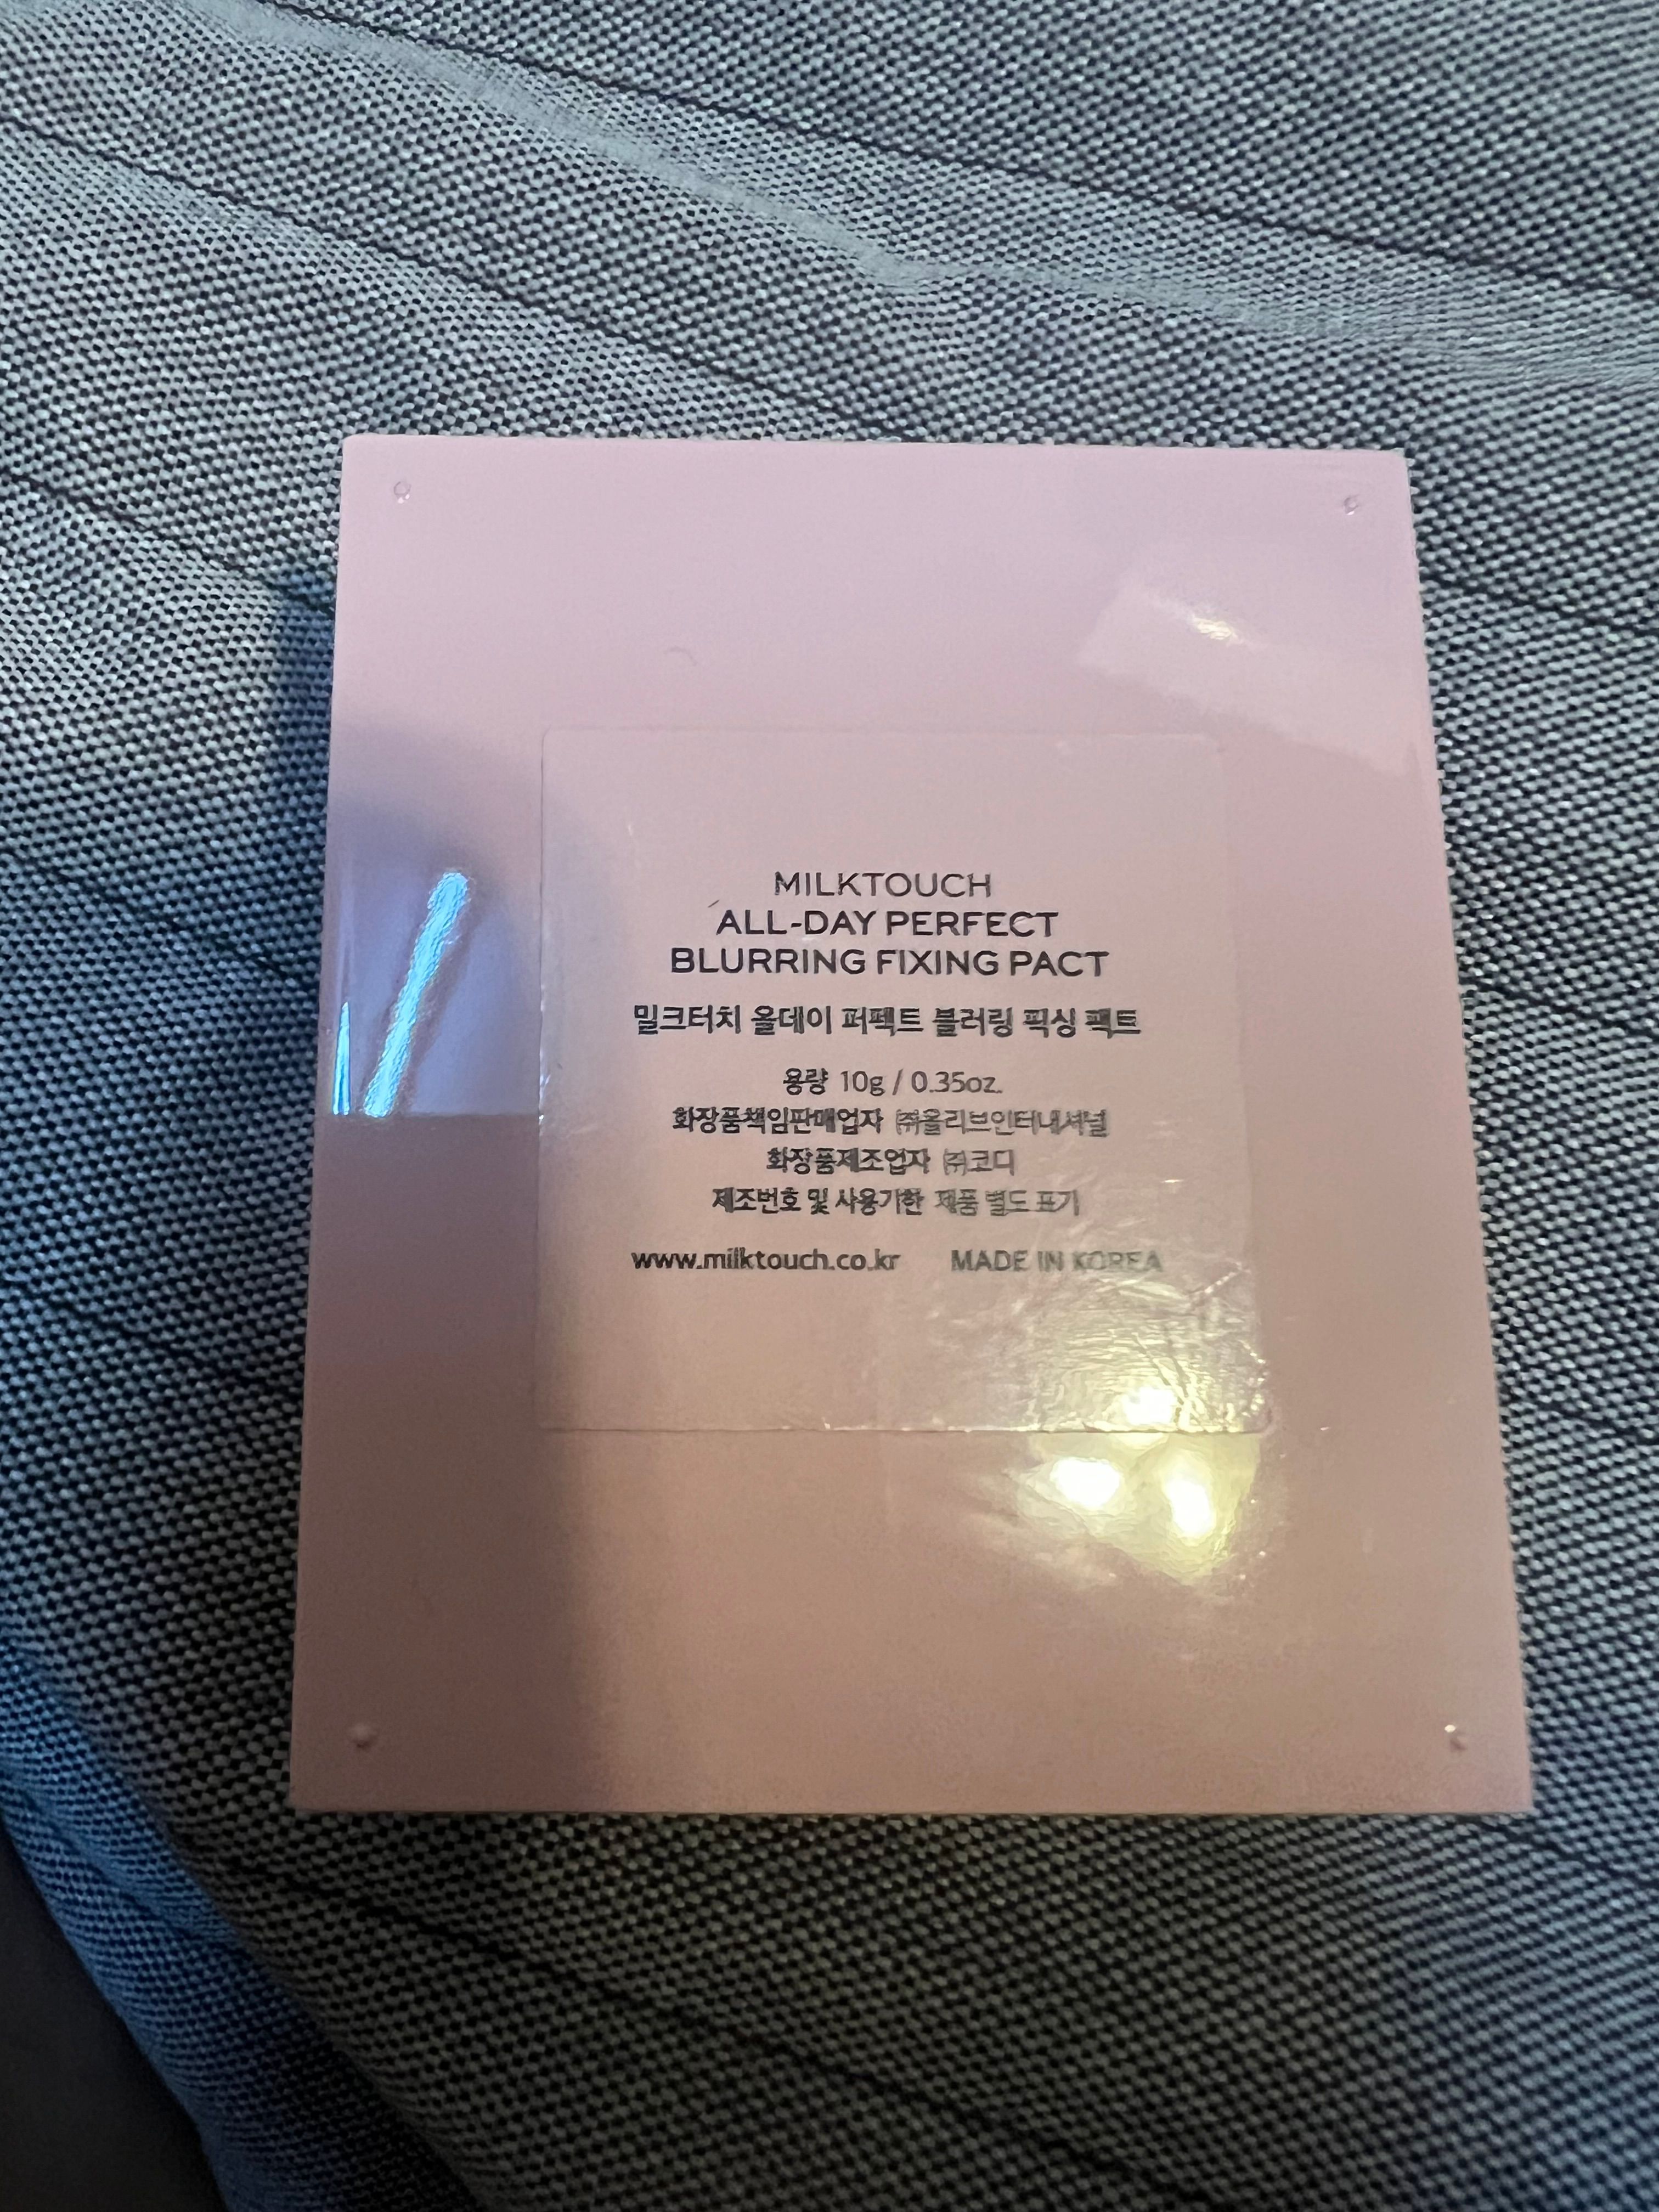 MILKTOUCH
ALL-DAY PERFECT
BLURRING FIXING PACT
밀크터치 올데이 퍼펙트 블러링 픽싱 팩트
용량 10g / 0.35oz.
화장품책임판매업자 ㈜올리브인터내셔널
화장품제조업자 ㈜코디
제조번호 및 사용기한 제품 별도 표기
www.milktouch.co.kr MADE IN KOREA